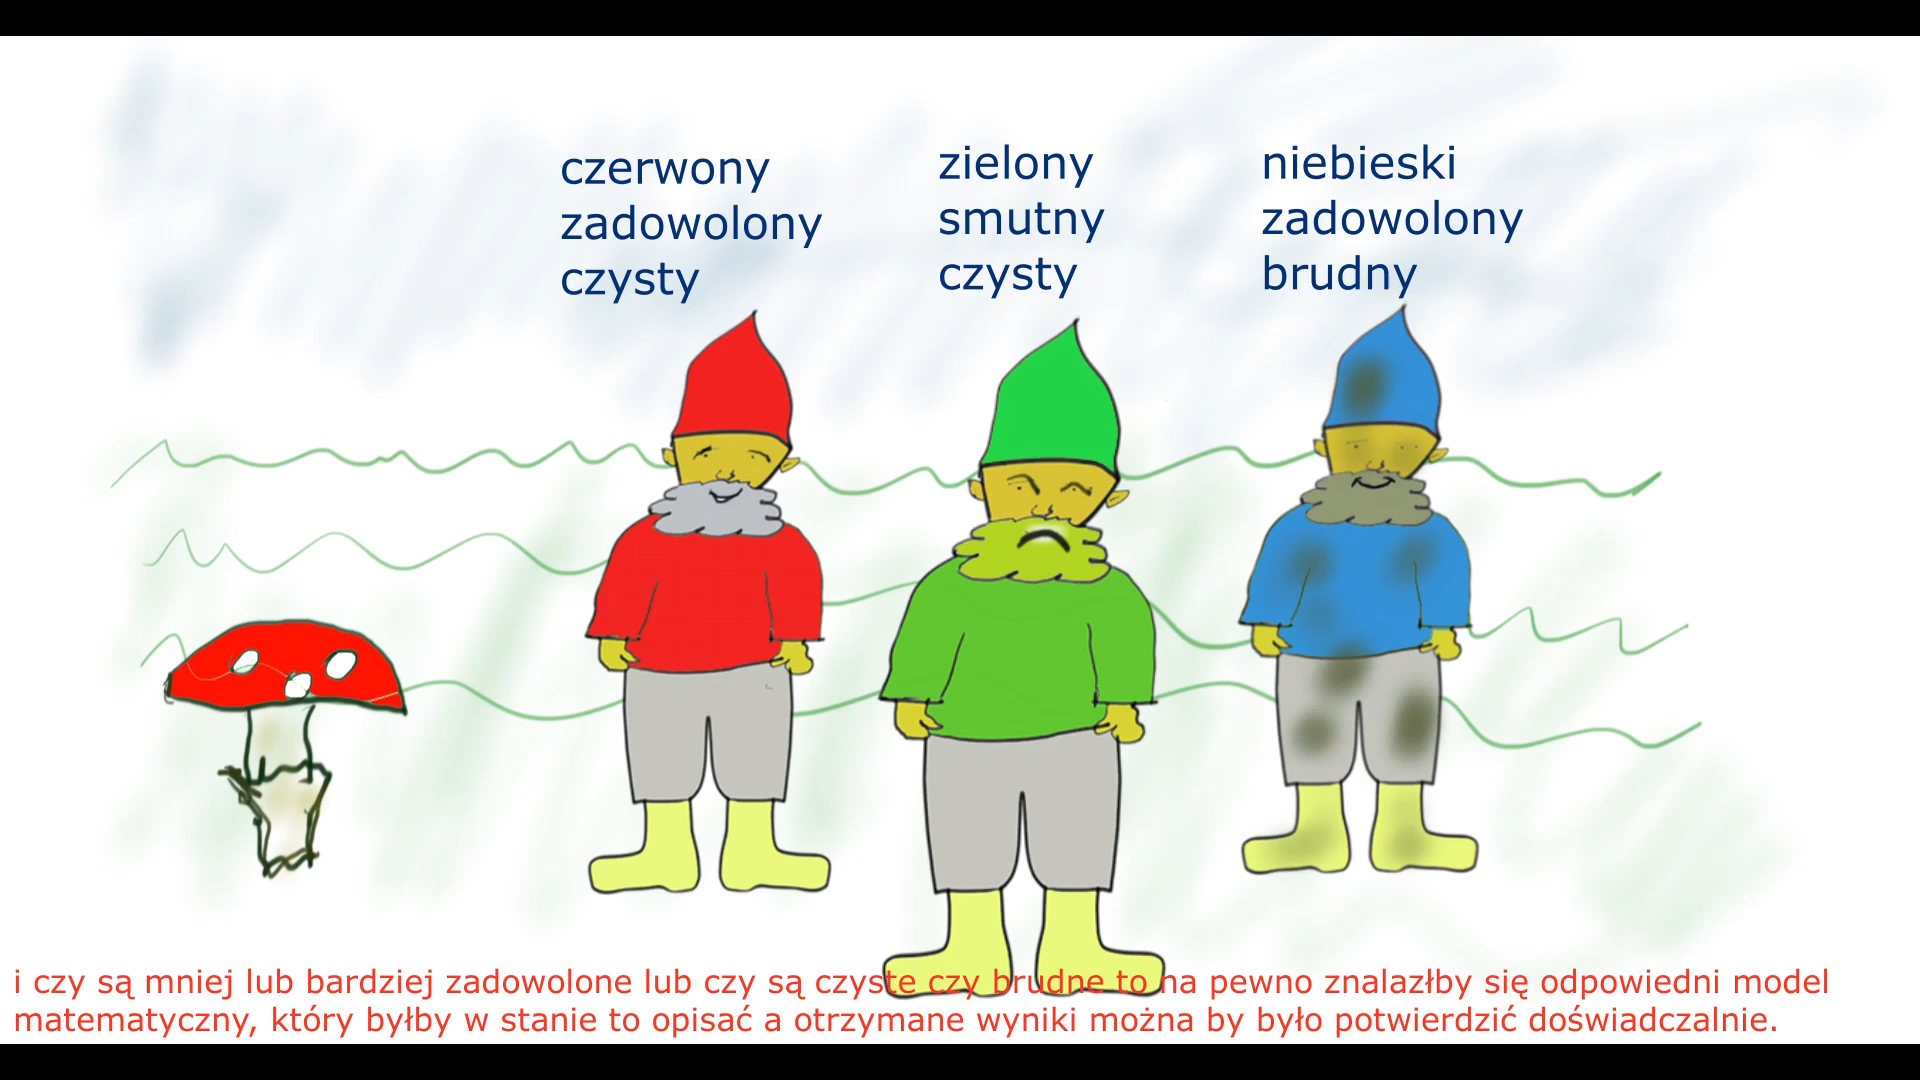 czerwony
zadowolony
czysty
zielony
smutny
czysty
niebieski
zadowolony
brudny
i czy są mniej lub bardziej zadowolone lub czy są czyste czy brudne to na pewno znalazłby się odpowiedni model
matematyczny, który byłby w stanie to opisać a otrzymane wyniki można by było potwierdzić doświadczalnie.